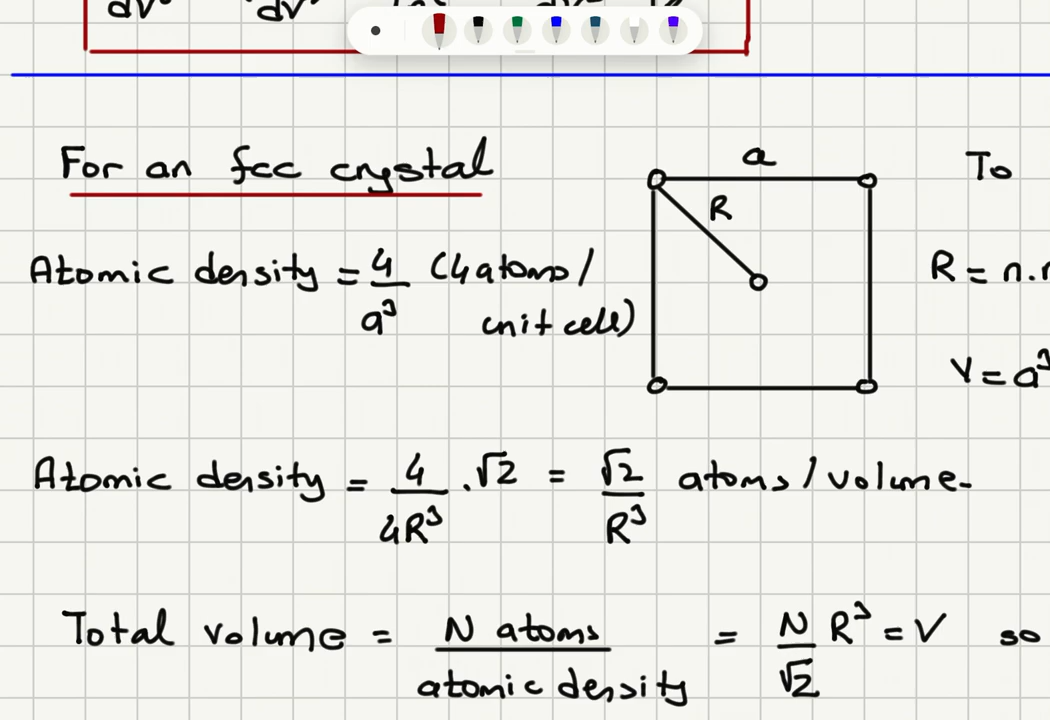 For an fcc crystal
a
To
R
Atomic density = 4/a³ (4 atoms /
unit cell)
R = n.n
V = a³
Atomic density = 4/4R³ . √2 = √2/R³ atoms / volume.
Total volume = N atoms/atomic density = N/√2 R³ = V so